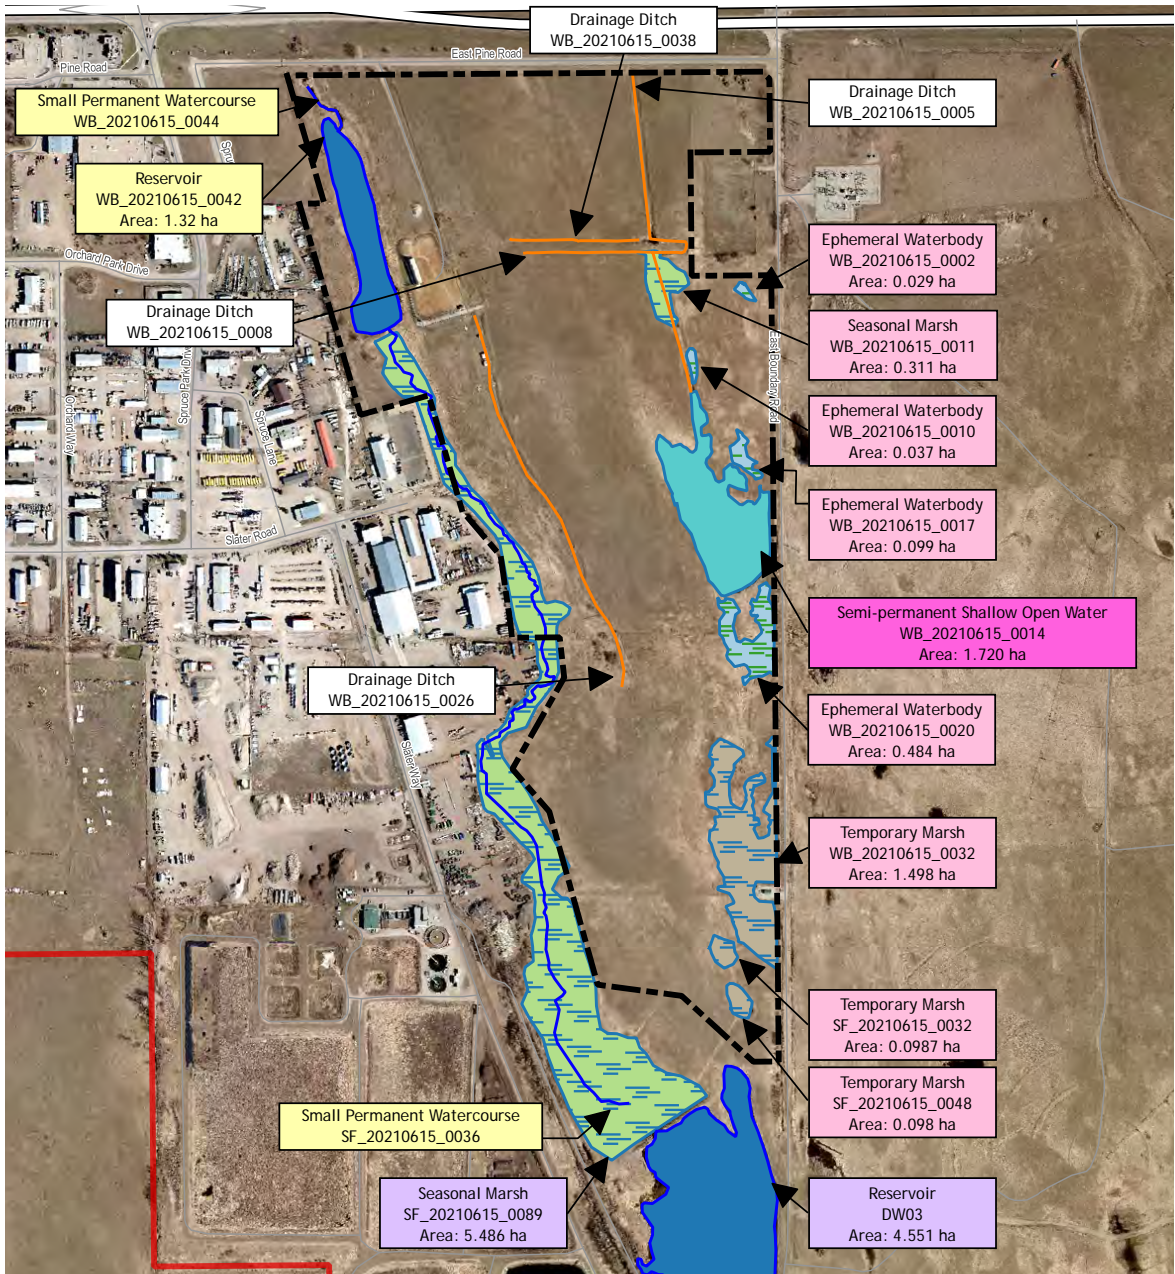 Drainage Ditch
WB_20210615_0038
East Pine Road
Pine Road
Small Permanent Watercourse
WB_20210615_0044
Drainage Ditch
WB_20210615_0005
Reservoir
WB_20210615_0042
Area: 1.32 ha
Spruce
Orchard Park Drive
Ephemeral Waterbody
WB_20210615_0002
Area: 0.029 ha
Drainage Ditch
WB_20210615_0008
Seasonal Marsh
WB_20210615_0011
Area: 0.311 ha
East Boundary Road
Spruce Park Drive
Orchard Way
Spruce Lane
Ephemeral Waterbody
WB_20210615_0010
Area: 0.037 ha
Ephemeral Waterbody
WB_20210615_0017
Area: 0.099 ha
Slater Road
Semi-permanent Shallow Open Water
WB_20210615_0014
Area: 1.720 ha
Drainage Ditch
WB_20210615_0026
Ephemeral Waterbody
WB_20210615_0020
Area: 0.484 ha
Slater Way
Temporary Marsh
WB_20210615_0032
Area: 1.498 ha
Temporary Marsh
SF_20210615_0032
Area: 0.0987 ha
Temporary Marsh
SF_20210615_0048
Area: 0.098 ha
Small Permanent Watercourse
SF_20210615_0036
Seasonal Marsh
SF_20210615_0089
Area: 5.486 ha
Reservoir
DW03
Area: 4.551 ha